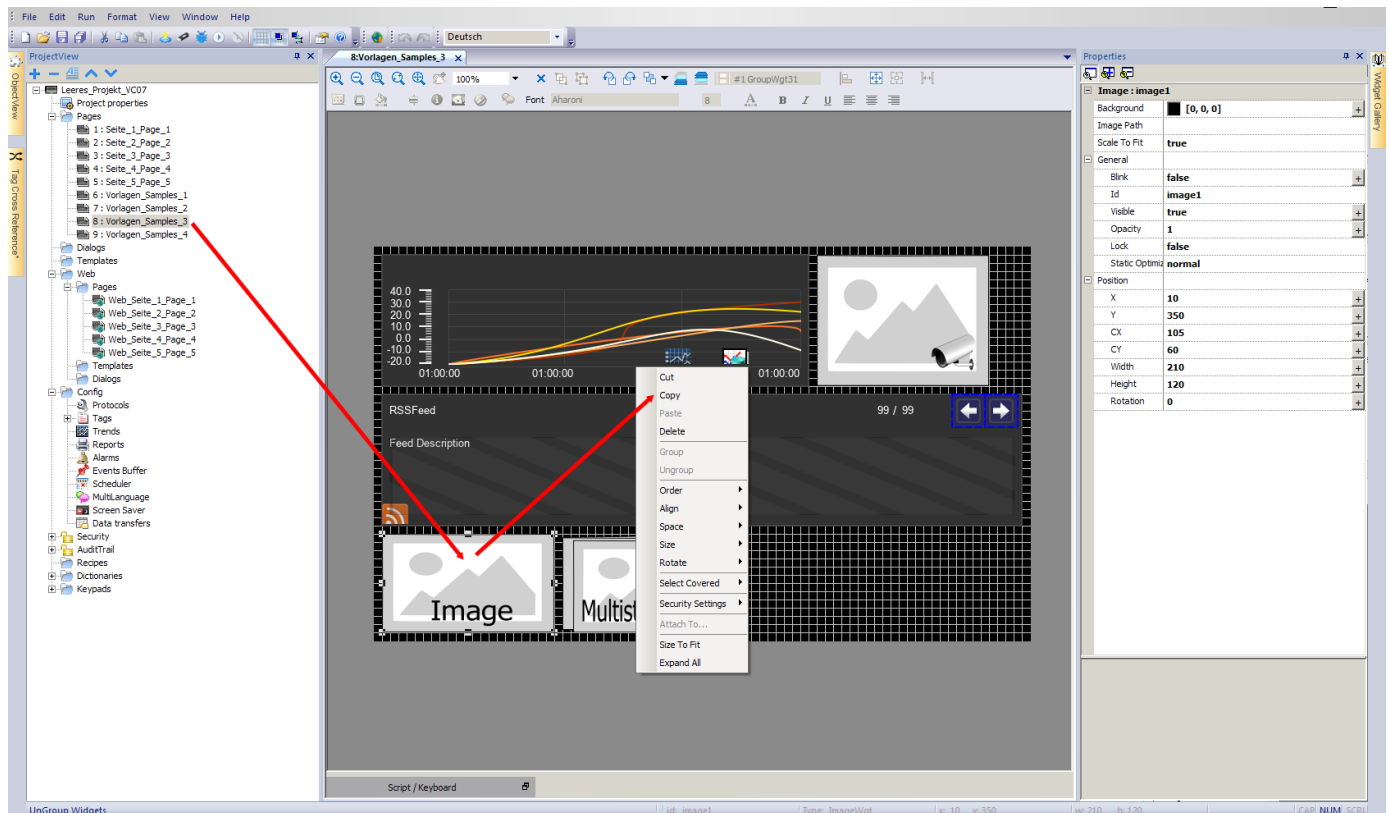 File Edit Run Format View Window Help
Deutsch
ObjectView
Tag Cross Reference*
ProjectView
Leeres_Projekt_VC07
Project properties
Pages
1 : Seite_1_Page_1
2 : Seite_2_Page_2
3 : Seite_3_Page_3
4 : Seite_4_Page_4
5 : Seite_5_Page_5
6 : Vorlagen_Samples_1
7 : Vorlagen_Samples_2
8 : Vorlagen_Samples_3
9 : Vorlagen_Samples_4
Dialogs
Templates
Web
Pages
Web_Seite_1_Page_1
Web_Seite_2_Page_2
Web_Seite_3_Page_3
Web_Seite_4_Page_4
Web_Seite_5_Page_5
Templates
Dialogs
Config
Protocols
Tags
Trends
Reports
Alarms
Events Buffer
Scheduler
MultiLanguage
Screen Saver
Data transfers
Security
AuditTrail
Recipes
Dictionaries
Keypads
8:Vorlagen_Samples_3 x
100% #1 GroupWgt31
Font Aharoni 8 A B I U
40.0
30.0
20.0
10.0
0.0
-10.0
-20.0
01:00:00 01:00:00 01:00:00
RSSFeed 99 / 99
Feed Description
Image
Multist
Cut
Copy
Paste
Delete
Group
Ungroup
Order
Align
Space
Size
Rotate
Select Covered
Security Settings
Attach To...
Size To Fit
Expand All
Script / Keyboard
Properties
Image : image1
Background [0, 0, 0]
Image Path
Scale To Fit true
General
Blink false
Id image1
Visible true
Opacity 1
Lock false
Static Optimiz normal
Position
X 10
Y 350
CX 105
CY 60
Width 210
Height 120
Rotation 0
Widget Gallery
UnGroup Widgets id: image1 Type: ImageWgt x: 10 y: 350 w: 210 h: 120 CAP NUM SCRL